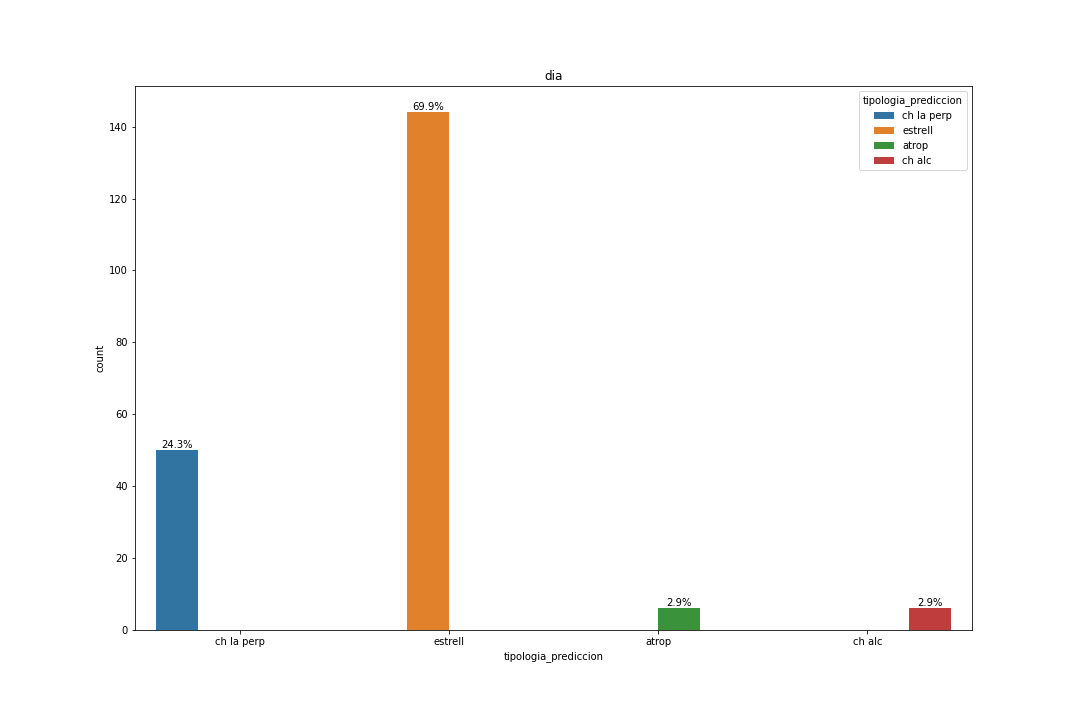 dia
69.9%
24.3%
2.9%
2.9%
tipologia_prediccion
ch la perp
estrell
atrop
ch alc
count
140
120
100
80
60
40
20
0
ch la perp
estrell
atrop
ch alc
tipologia_prediccion